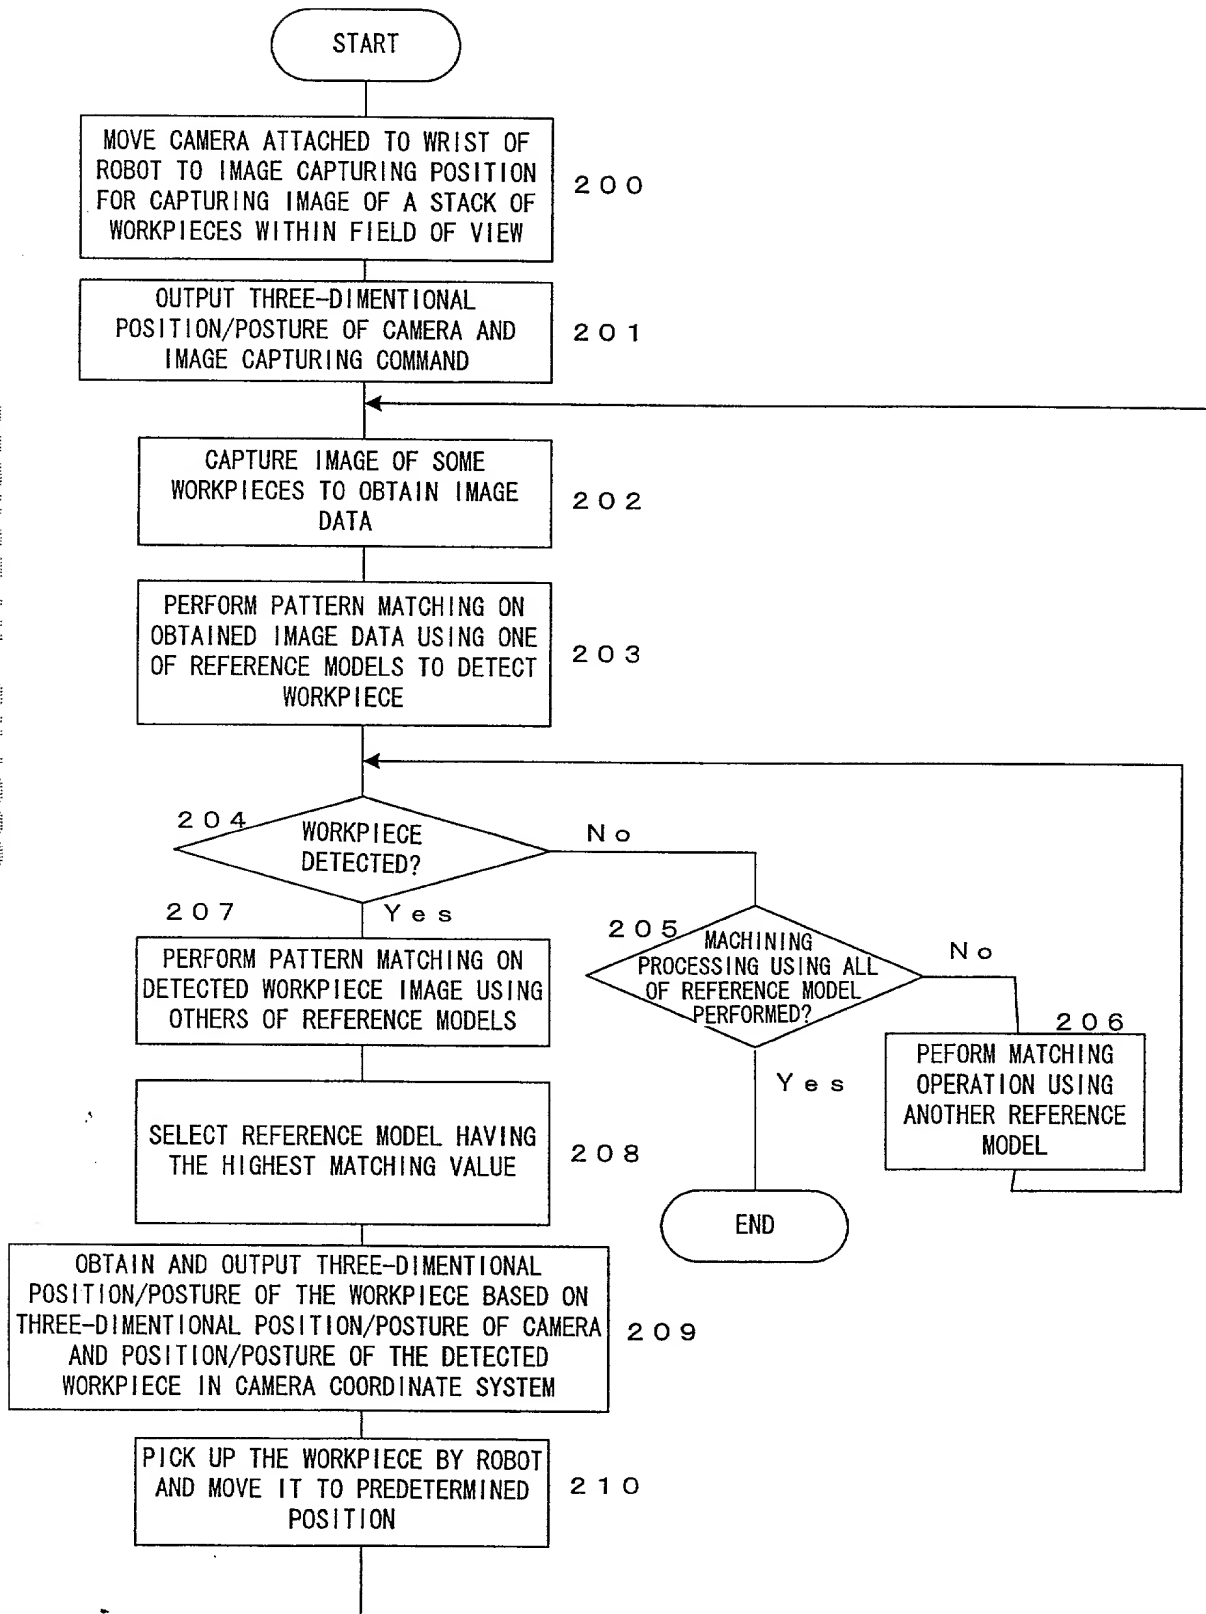 START
MOVE CAMERA ATTACHED TO WRIST OF
ROBOT TO IMAGE CAPTURING POSITION
FOR CAPTURING IMAGE OF A STACK OF
WORKPIECES WITHIN FIELD OF VIEW
200
OUTPUT THREE-DIMENTIONAL
POSITION/POSTURE OF CAMERA AND
IMAGE CAPTURING COMMAND
201
CAPTURE IMAGE OF SOME
WORKPIECES TO OBTAIN IMAGE
DATA
202
PERFORM PATTERN MATCHING ON
OBTAINED IMAGE DATA USING ONE
OF REFERENCE MODELS TO DETECT
WORKPIECE
203
204
WORKPIECE
DETECTED?
No
Yes
205
MACHINING
PROCESSING USING ALL
OF REFERENCE MODEL
PERFORMED?
No
Yes
206
PEFORM MATCHING
OPERATION USING
ANOTHER REFERENCE
MODEL
END
207
PERFORM PATTERN MATCHING ON
DETECTED WORKPIECE IMAGE USING
OTHERS OF REFERENCE MODELS
SELECT REFERENCE MODEL HAVING
THE HIGHEST MATCHING VALUE
208
OBTAIN AND OUTPUT THREE-DIMENTIONAL
POSITION/POSTURE OF THE WORKPIECE BASED ON
THREE-DIMENTIONAL POSITION/POSTURE OF CAMERA
AND POSITION/POSTURE OF THE DETECTED
WORKPIECE IN CAMERA COORDINATE SYSTEM
209
PICK UP THE WORKPIECE BY ROBOT
AND MOVE IT TO PREDETERMINED
POSITION
210